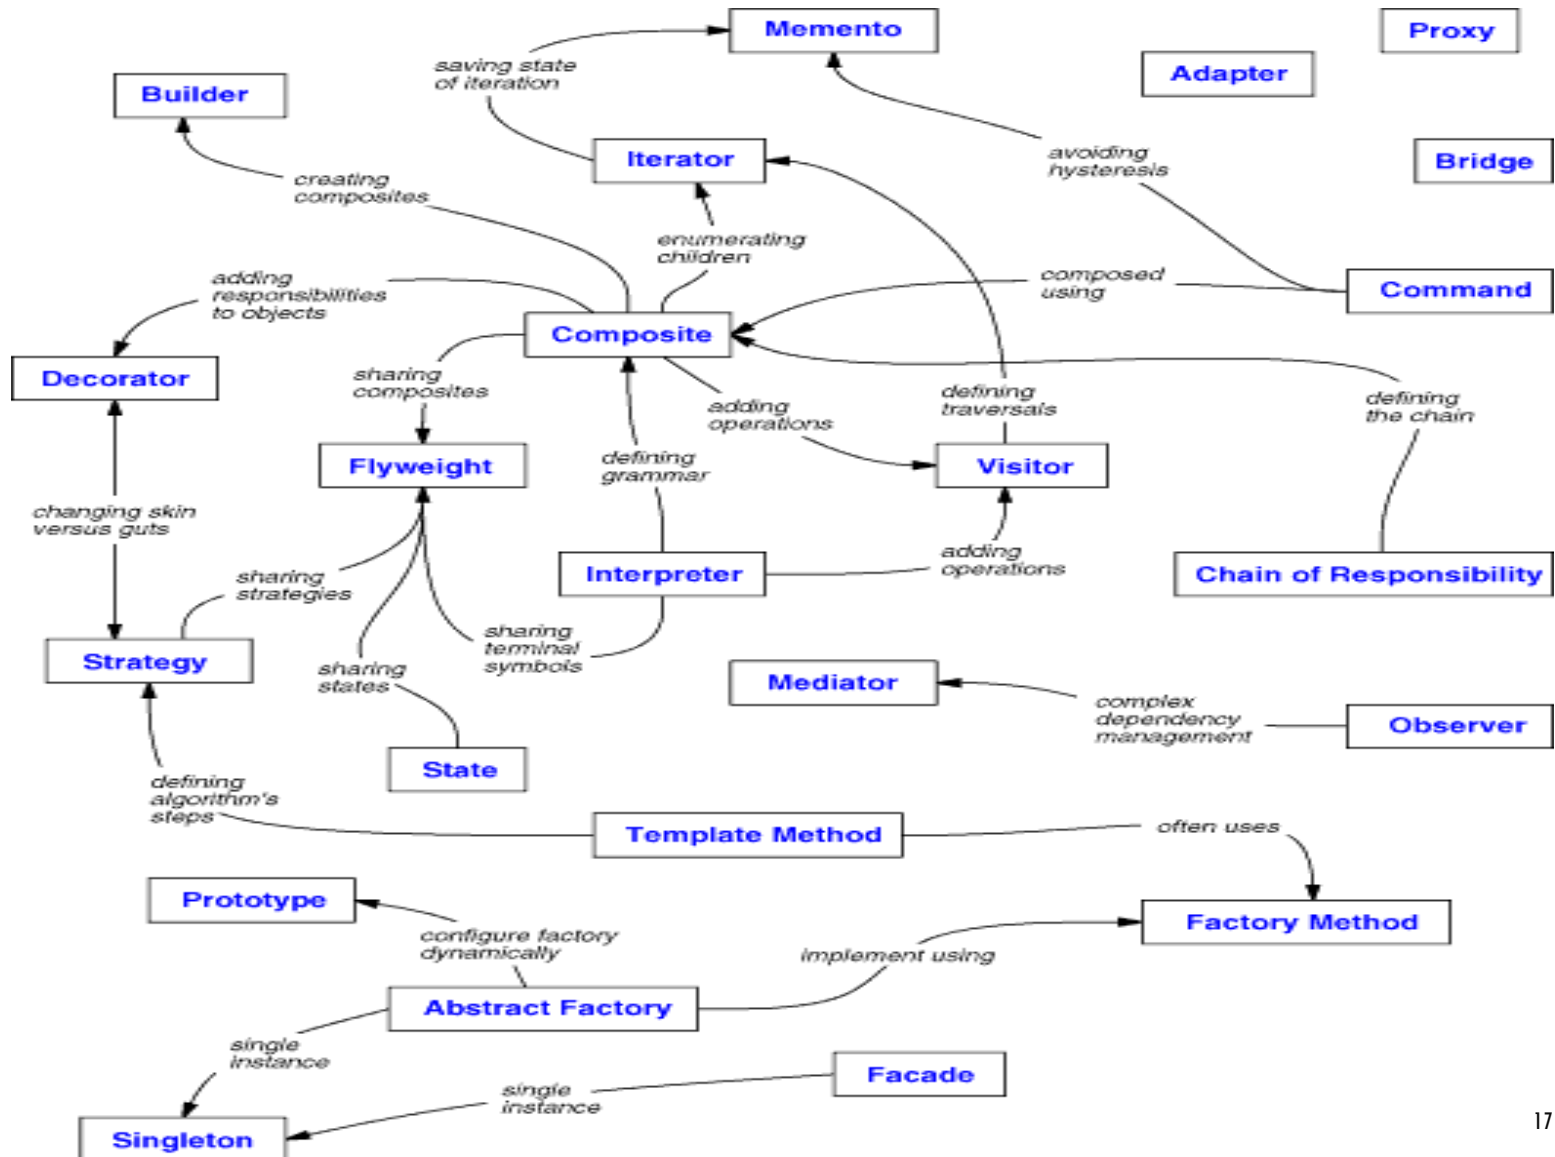 Memento
Proxy
saving state
of iteration
Adapter
Builder
Iterator
avoiding
hysteresis
Bridge
creating
composites
enumerating
children
adding
responsibilities
to objects
composed
using
Command
Composite
Decorator
sharing
composites
adding
operations
defining
traversals
defining
the chain
Flyweight
defining
grammar
Visitor
changing skin
versus guts
sharing
strategies
Interpreter
adding
operations
Chain of Responsibility
Strategy
sharing
states
sharing
terminal
symbols
Mediator
complex
dependency
management
Observer
State
defining
algorithm's
steps
Template Method
often uses
Prototype
Factory Method
configure factory
dynamically
implement using
Abstract Factory
single
instance
Facade
single
instance
Singleton
17